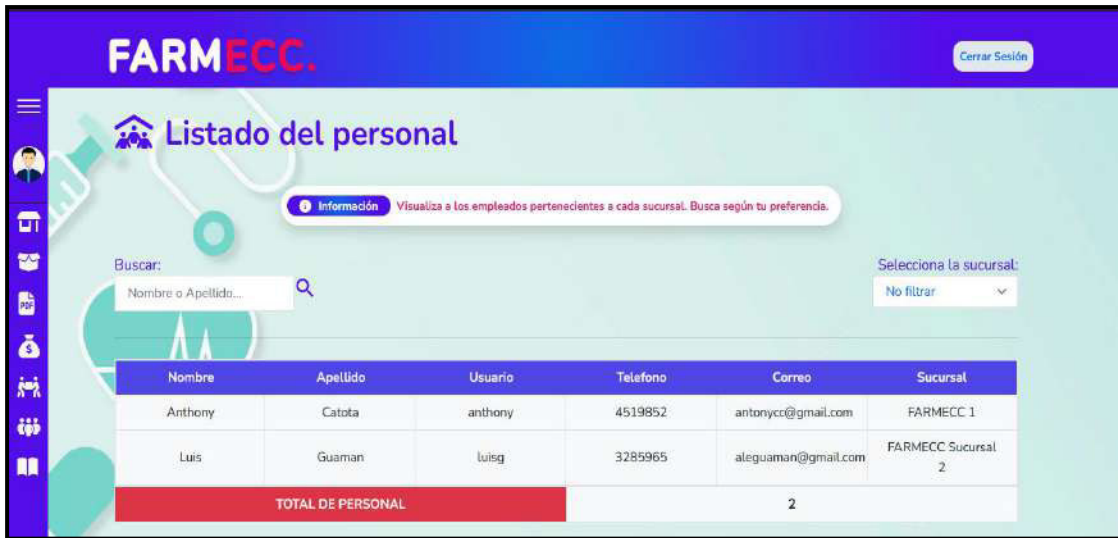 FARMECC.
Cerrar Sesión
Listado del personal
Información Visualiza a los empleados pertenecientes a cada sucursal. Busca según tu preferencia.
Buscar:
Selecciona la sucursal:
Nombre o Apellido...
No filtrar
PDF
Nombre Apellido Usuario Telefono Correo Sucursal
Anthony Catota anthony 4519852 antonycc@gmail.com FARMECC 1
Luis Guaman luisg 3285965 aleguaman@gmail.com FARMECC Sucursal
2
TOTAL DE PERSONAL 2